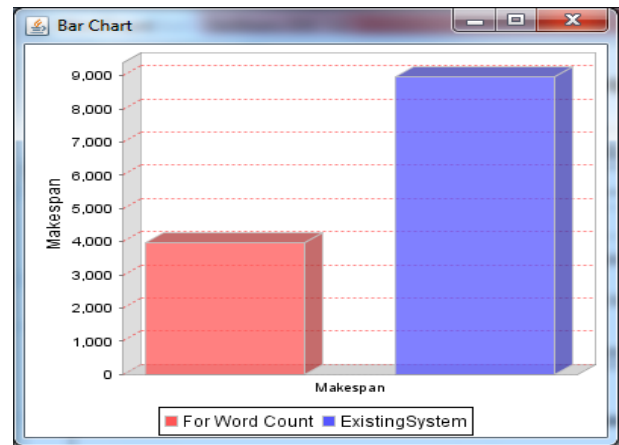 Bar Chart
Makespan
9,000
8,000
7,000
6,000
5,000
4,000
3,000
2,000
1,000
0
Makespan
For Word Count ExistingSystem